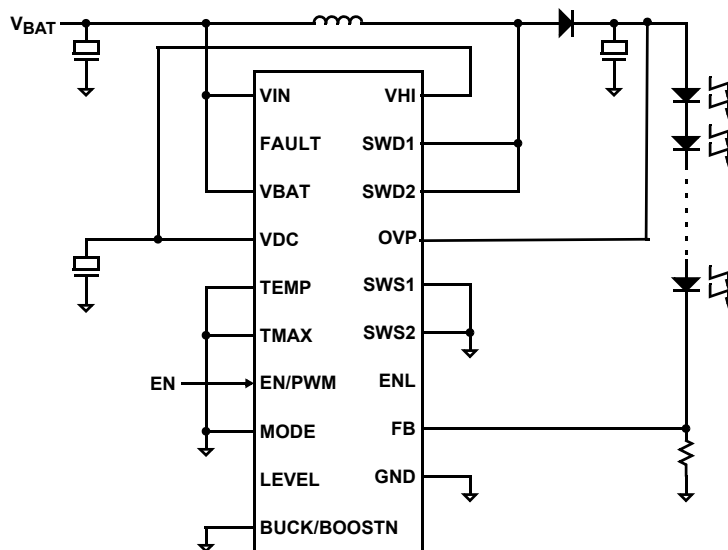 VBAT
VIN VHI
FAULT SWD1
VBAT SWD2
VDC OVP
TEMP SWS1
TMAX SWS2
EN EN/PWM ENL
MODE FB
LEVEL GND
BUCK/BOOSTN